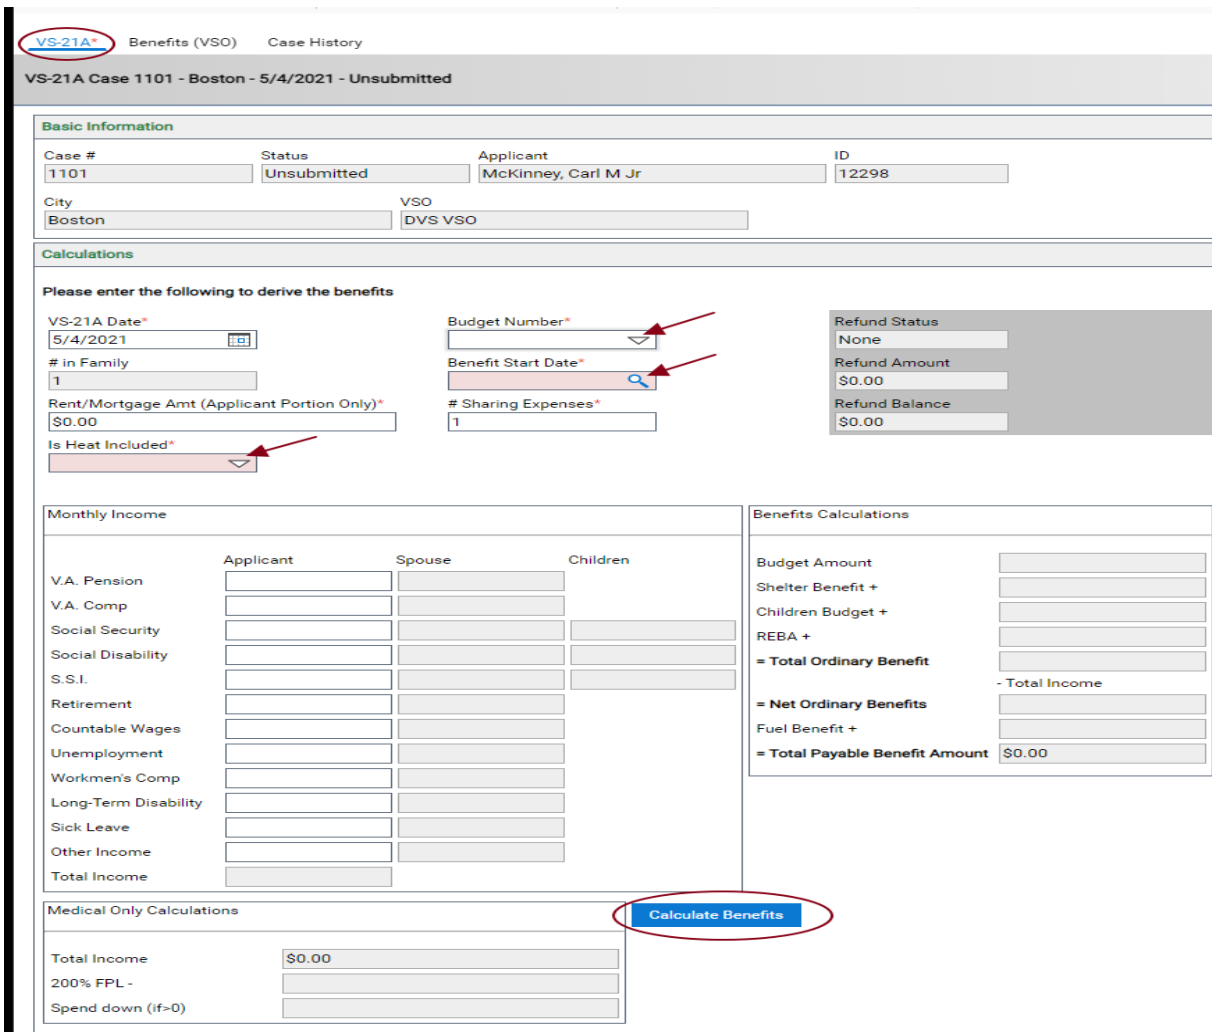 VS-21A* Benefits (VSO) Case History
VS-21A Case 1101 - Boston - 5/4/2021 - Unsubmitted
Basic Information
Case # Status Applicant ID
1101 Unsubmitted McKinney, Carl M Jr 12298
City VSO
Boston DVS VSO
Calculations
Please enter the following to derive the benefits
VS-21A Date* Budget Number* Refund Status
5/4/2021 None
# in Family Benefit Start Date* Refund Amount
1 $0.00
Rent/Mortgage Amt (Applicant Portion Only)* # Sharing Expenses* Refund Balance
$0.00 1 $0.00
Is Heat Included*
Monthly Income
Applicant Spouse Children
V.A. Pension
V.A. Comp
Social Security
Social Disability
S.S.I.
Retirement
Countable Wages
Unemployment
Workmen's Comp
Long-Term Disability
Sick Leave
Other Income
Total Income
Benefits Calculations
Budget Amount
Shelter Benefit +
Children Budget +
REBA +
= Total Ordinary Benefit
- Total Income
= Net Ordinary Benefits
Fuel Benefit +
= Total Payable Benefit Amount $0.00
Medical Only Calculations
Calculate Benefits
Total Income $0.00
200% FPL -
Spend down (if>0)